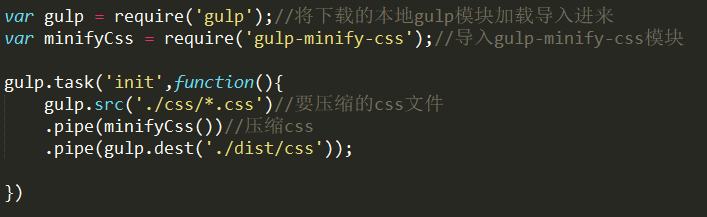 var gulp = require('gulp');//将下载的本地gulp模块加载导入进来
var minifyCss = require('gulp-minify-css');//导入gulp-minify-css模块
gulp.task('init',function(){
gulp.src('./css/*.css')//要压缩的css文件
.pipe(minifyCss())//压缩css
.pipe(gulp.dest('./dist/css'));
})